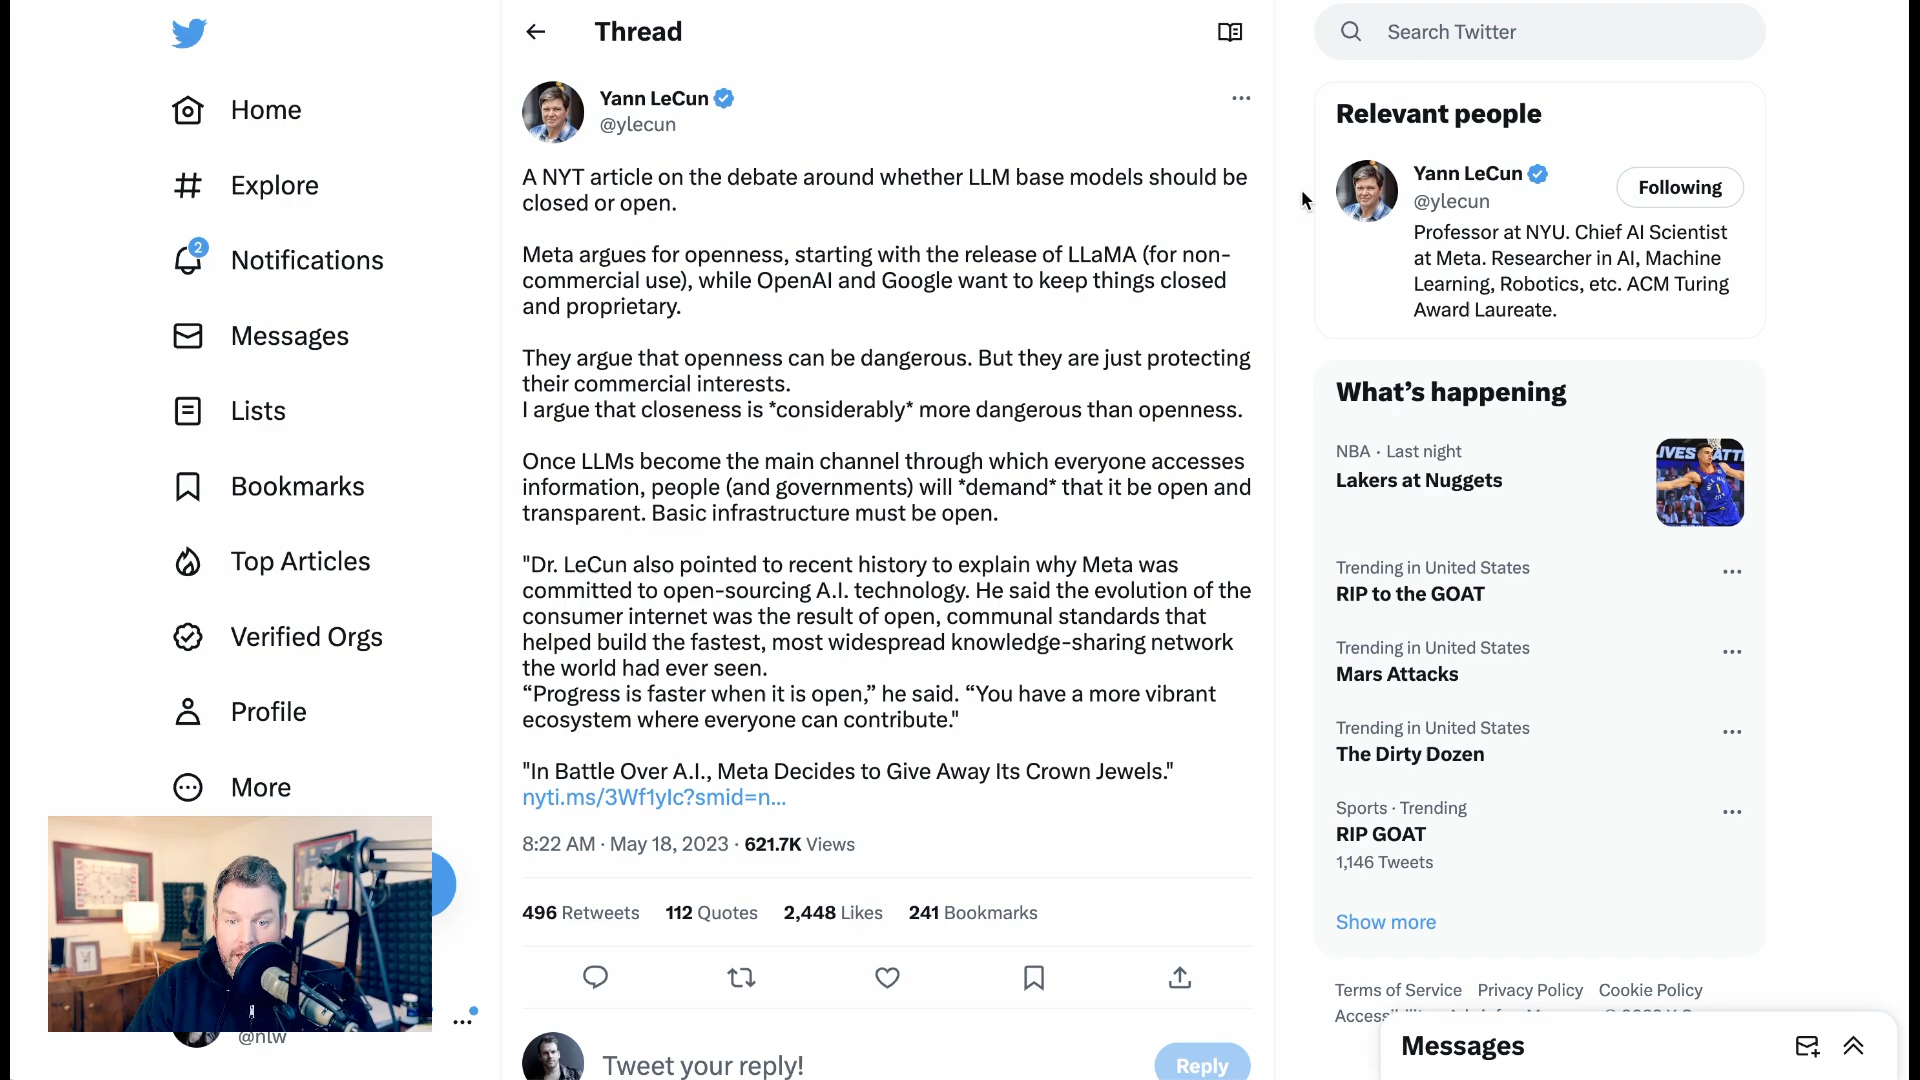 Home
Explore
2
Notifications
Messages
Lists
Bookmarks
Top Articles
Verified Orgs
Profile
More
@nlw
Thread
Yann LeCun
@ylecun
A NYT article on the debate around whether LLM base models should be
closed or open.
Meta argues for openness, starting with the release of LLaMA (for non-
commercial use), while OpenAI and Google want to keep things closed
and proprietary.
They argue that openness can be dangerous. But they are just protecting
their commercial interests.
I argue that closeness is *considerably* more dangerous than openness.
Once LLMs become the main channel through which everyone accesses
information, people (and governments) will *demand* that it be open and
transparent. Basic infrastructure must be open.
"Dr. LeCun also pointed to recent history to explain why Meta was
committed to open-sourcing A.I. technology. He said the evolution of the
consumer internet was the result of open, communal standards that
helped build the fastest, most widespread knowledge-sharing network
the world had ever seen.
“Progress is faster when it is open,” he said. “You have a more vibrant
ecosystem where everyone can contribute."
"In Battle Over A.I., Meta Decides to Give Away Its Crown Jewels."
nyti.ms/3Wf1yIc?smid=n...
8:22 AM · May 18, 2023 · 621.7K Views
496 Retweets 112 Quotes 2,448 Likes 241 Bookmarks
Tweet your reply!
Reply
Search Twitter
Relevant people
Yann LeCun
@ylecun
Following
Professor at NYU. Chief AI Scientist
at Meta. Researcher in AI, Machine
Learning, Robotics, etc. ACM Turing
Award Laureate.
What’s happening
NBA · Last night
Lakers at Nuggets
Trending in United States
RIP to the GOAT
Trending in United States
Mars Attacks
Trending in United States
The Dirty Dozen
Sports · Trending
RIP GOAT
1,146 Tweets
Show more
Terms of Service Privacy Policy Cookie Policy
Messages